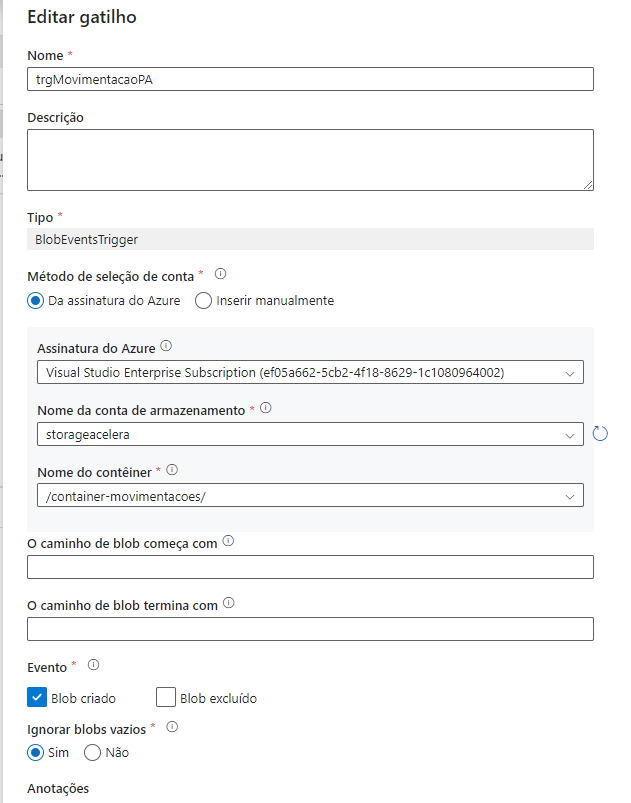 Editar gatilho
Nome *
trgMovimentacaoPA
Descrição
Tipo *
BlobEventsTrigger
Método de seleção de conta *
Da assinatura do Azure Inserir manualmente
Assinatura do Azure
Visual Studio Enterprise Subscription (ef05a662-5cb2-4f18-8629-1c1080964002)
Nome da conta de armazenamento *
storageacelera
Nome do contêiner *
/container-movimentacoes/
O caminho de blob começa com
O caminho de blob termina com
Evento *
Blob criado Blob excluído
Ignorar blobs vazios *
Sim Não
Anotações